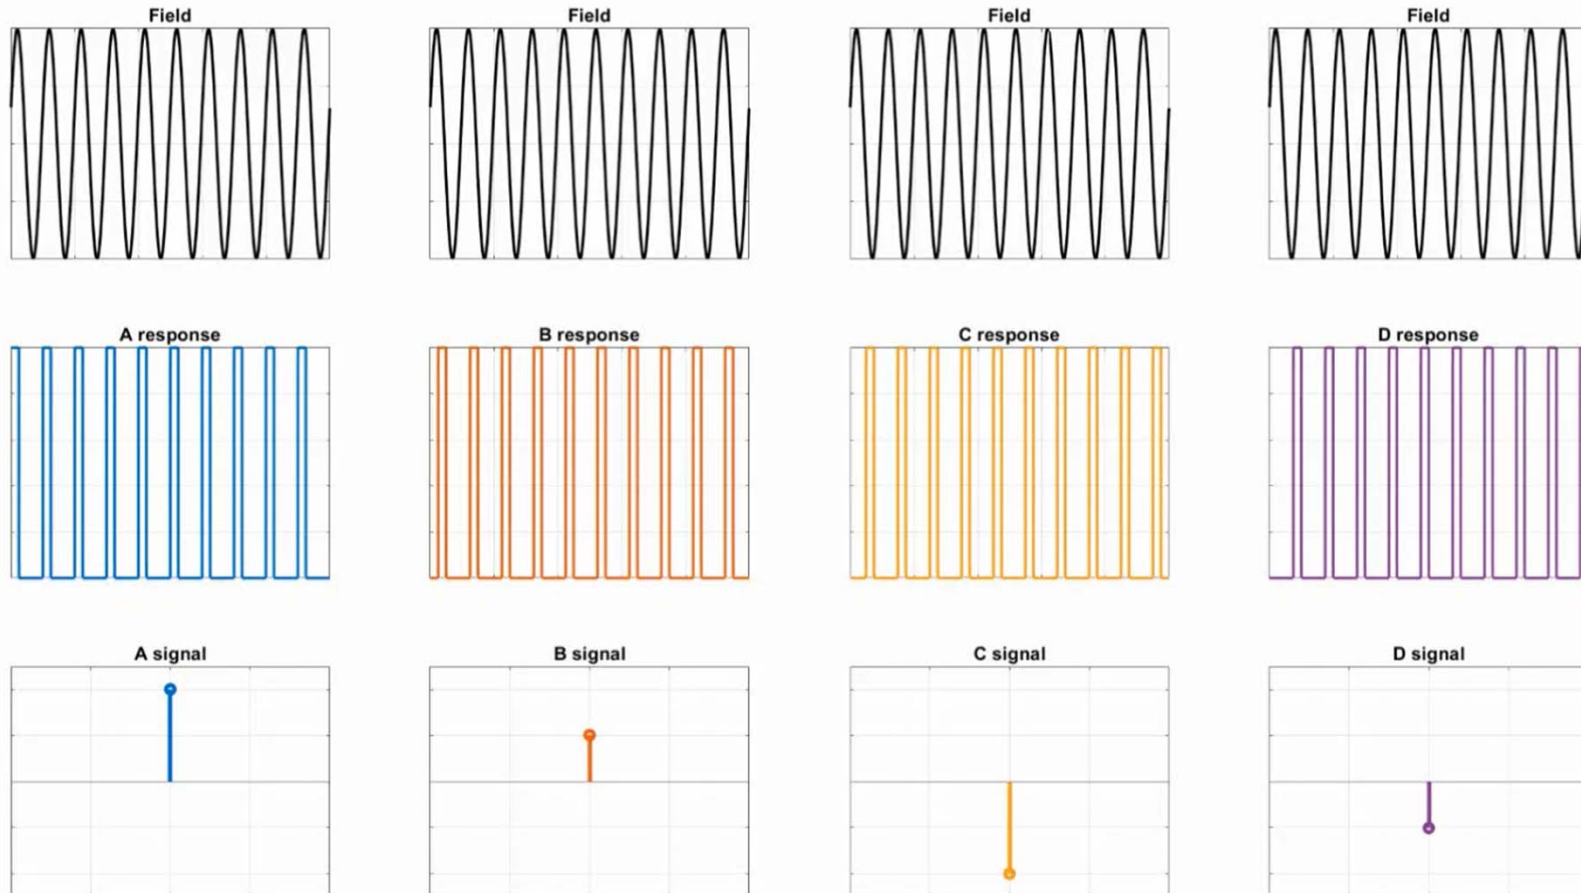 Field
Field
Field
Field
A response
B response
C response
D response
A signal
B signal
C signal
D signal